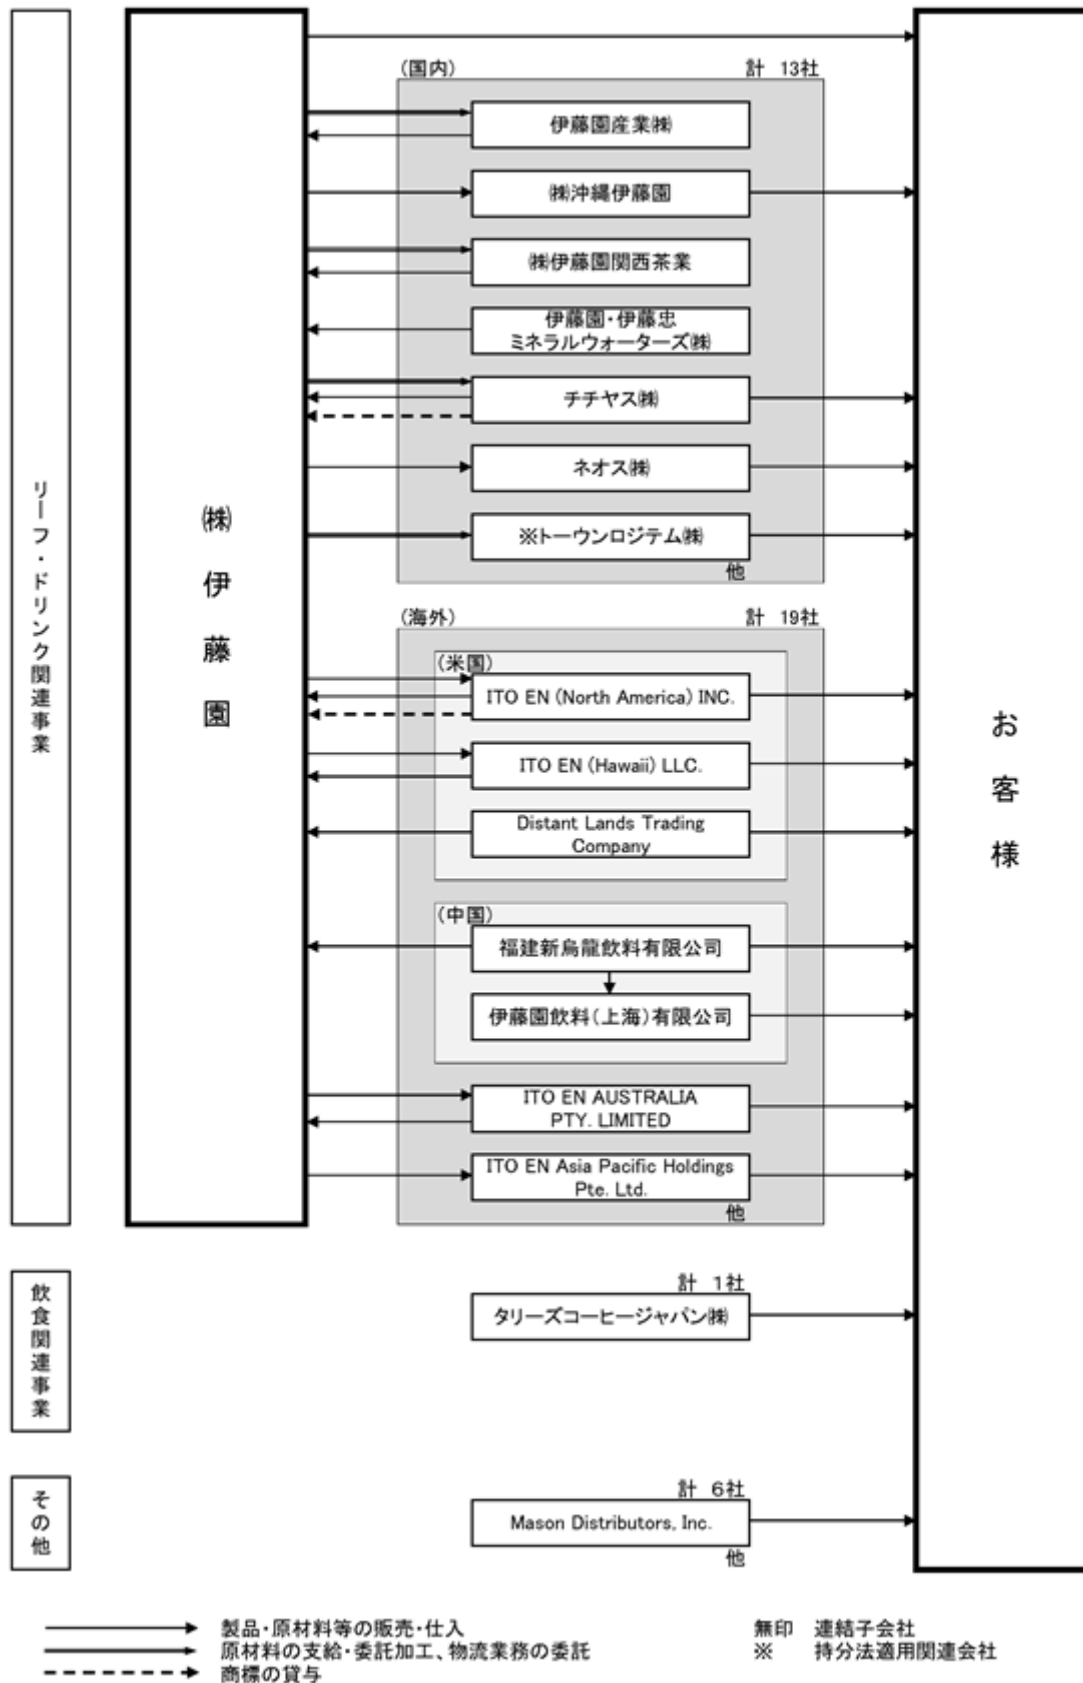 リーフ・ドリンク関連事業
㈱伊藤園
お客様
(国内)
計 13社
伊藤園産業㈱
㈱沖縄伊藤園
㈱伊藤園関西茶業
伊藤園・伊藤忠
ミネラルウォーターズ㈱
チチヤス㈱
ネオス㈱
※トーウンロジテム㈱
他
(海外)
計 19社
(米国)
ITO EN (North America) INC.
ITO EN (Hawaii) LLC.
Distant Lands Trading
Company
(中国)
福建新烏龍飲料有限公司
伊藤園飲料(上海)有限公司
ITO EN AUSTRALIA
PTY. LIMITED
ITO EN Asia Pacific Holdings
Pte. Ltd.
他
飲食関連事業
計 1社
タリーズコーヒージャパン㈱
その他
計 6社
Mason Distributors, Inc.
他
製品・原材料等の販売・仕入
原材料の支給・委託加工、物流業務の委託
商標の貸与
無印 連結子会社
※ 持分法適用関連会社